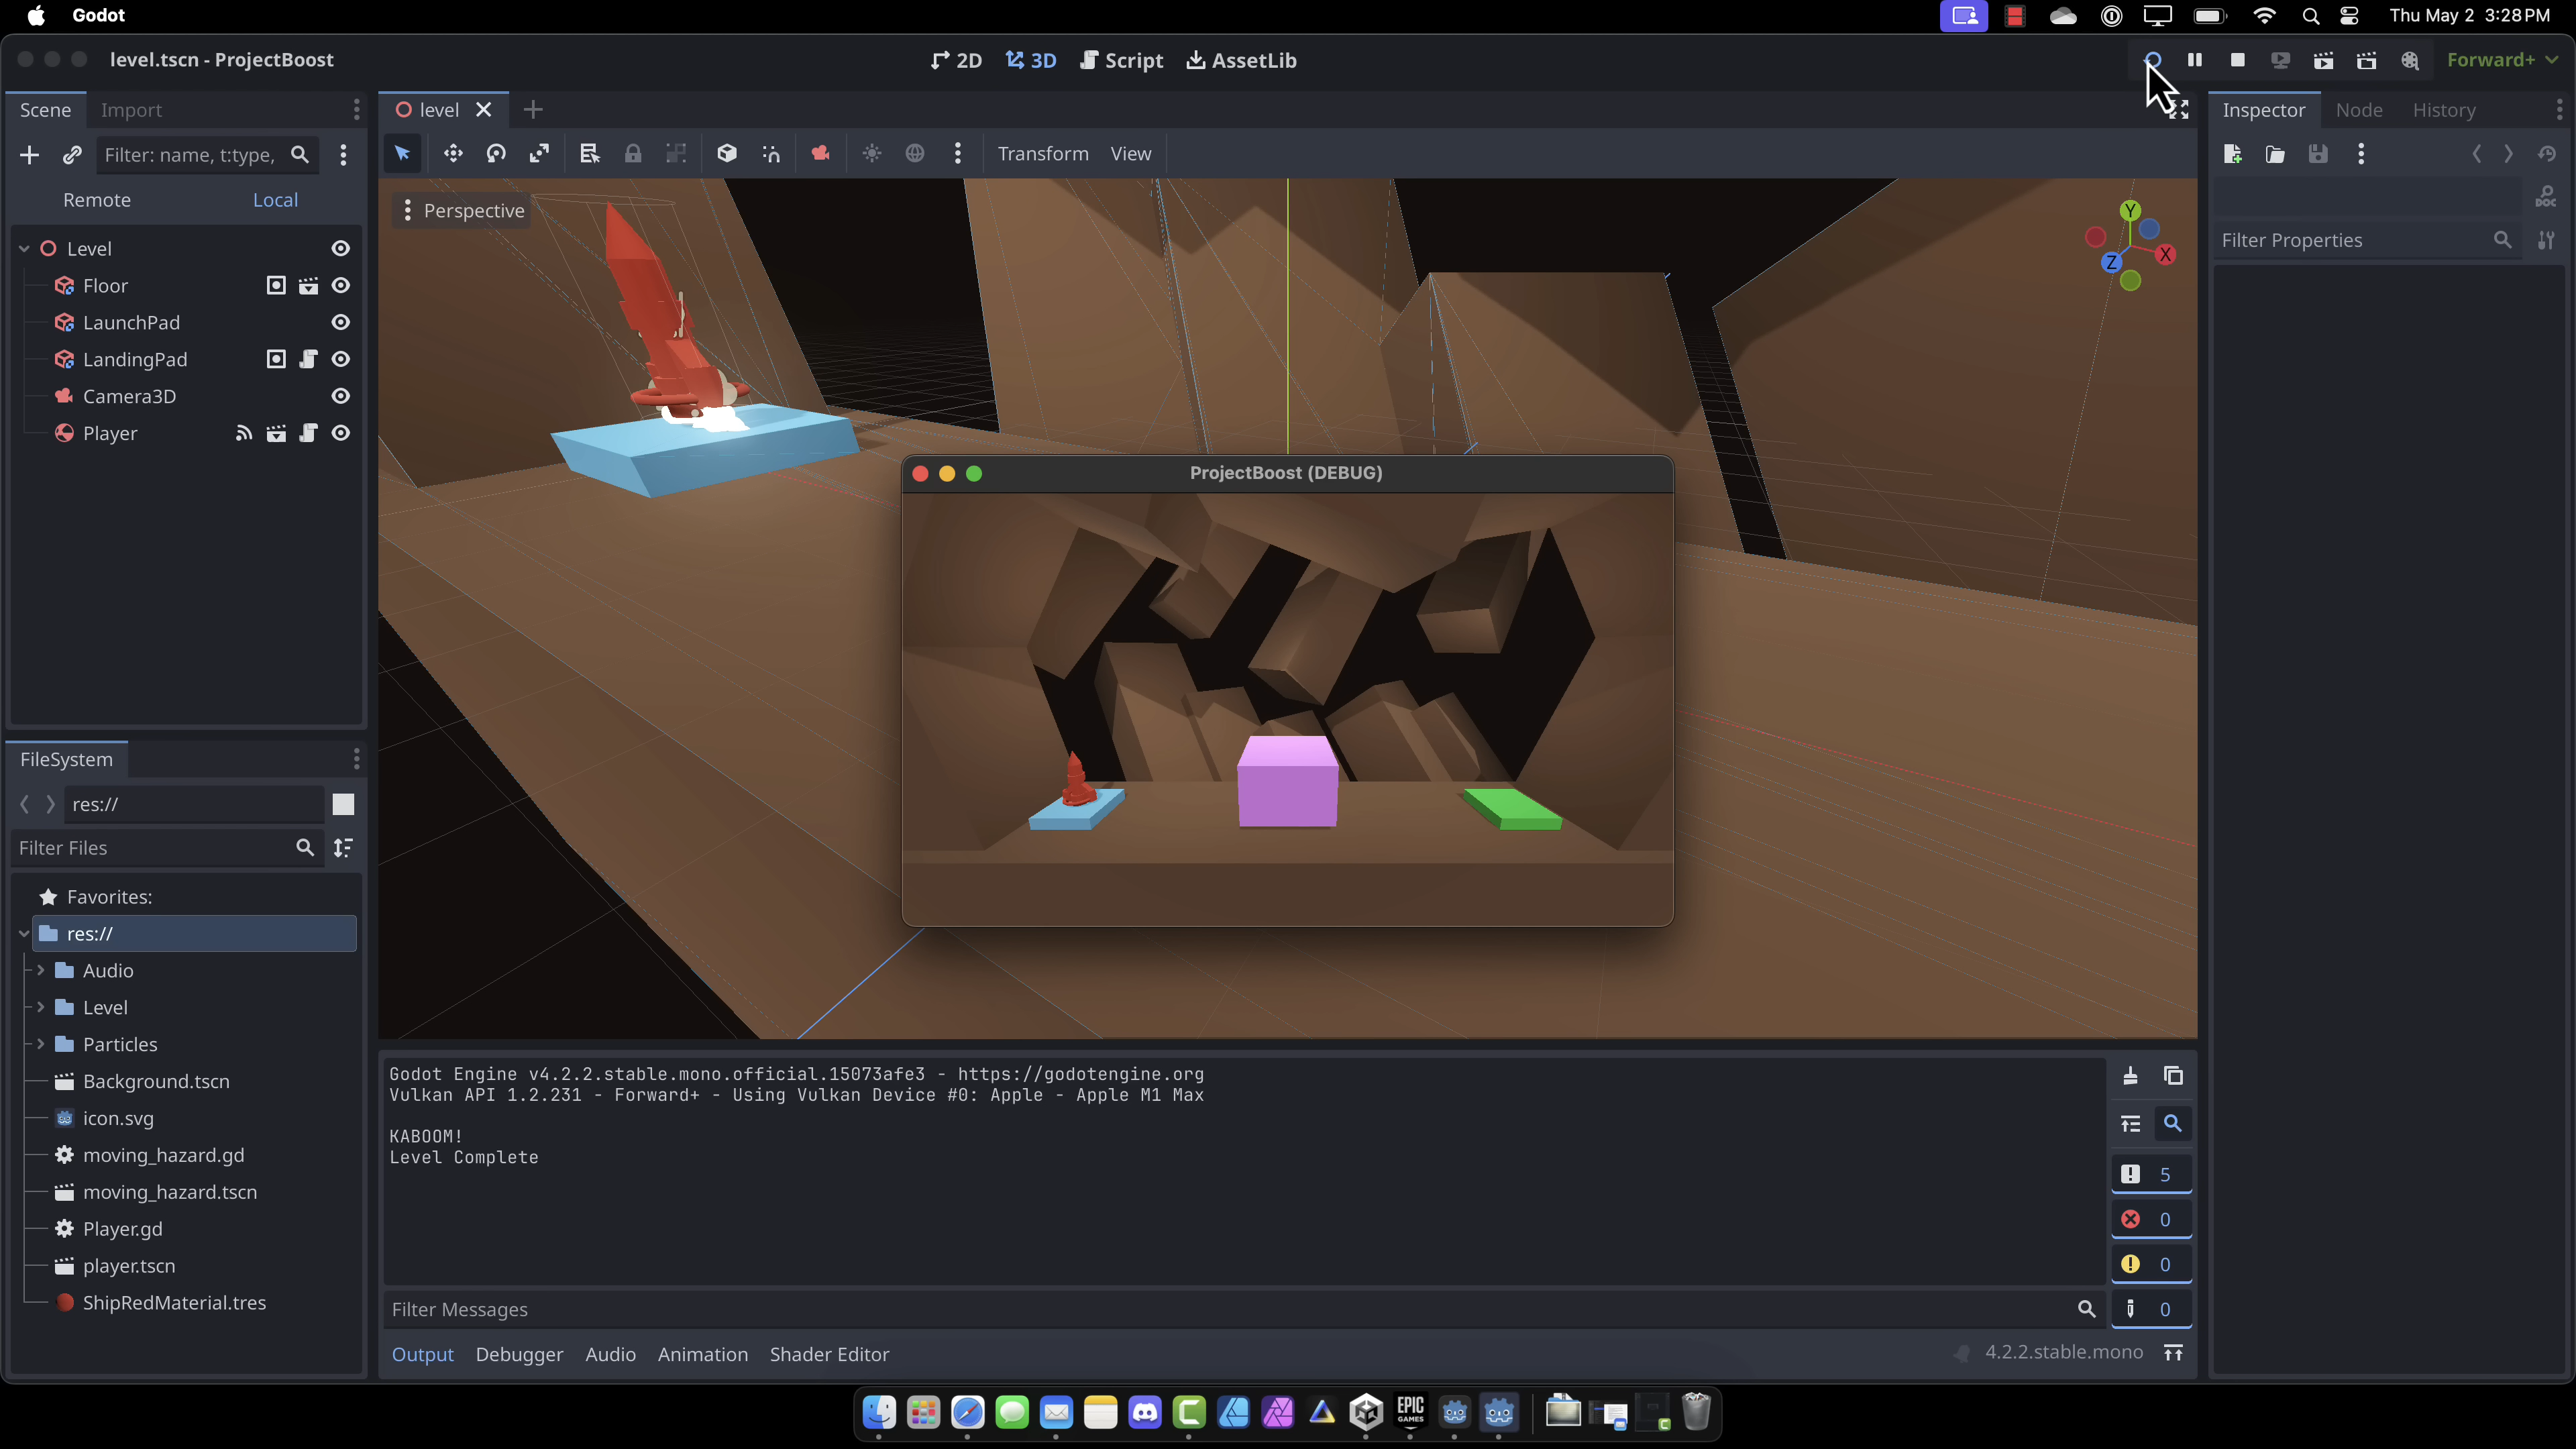 Godot
Thu May 2 3:28 PM
level.tscn - ProjectBoost
2D
3D
Script
AssetLib
Forward+
Scene
Import
level
Inspector
Node
History
Filter: name, t:type,
Transform
View
Remote
Local
Perspective
Y
X
Z
DOC
Filter Properties
Level
Floor
LaunchPad
LandingPad
Camera3D
Player
ProjectBoost (DEBUG)
FileSystem
res://
Filter Files
Favorites:
res://
Audio
Level
Particles
Background.tscn
icon.svg
moving_hazard.gd
moving_hazard.tscn
Player.gd
player.tscn
ShipRedMaterial.tres
Godot Engine v4.2.2.stable.mono.official.15073afe3 - https://godotengine.org
Vulkan API 1.2.231 - Forward+ - Using Vulkan Device #0: Apple - Apple M1 Max
KABOOM!
Level Complete
5
0
0
0
Filter Messages
Output
Debugger
Audio
Animation
Shader Editor
4.2.2.stable.mono
EPIC
GAMES